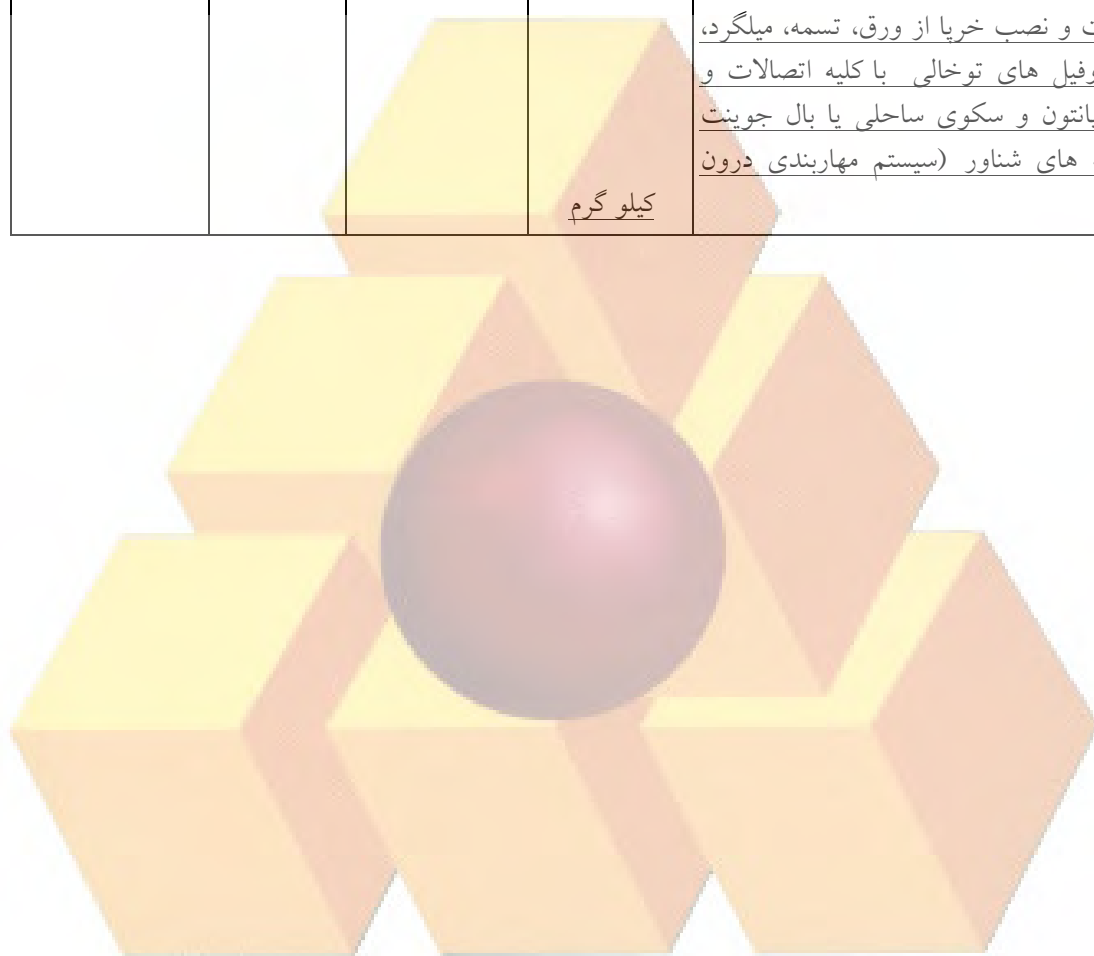 ت و نصب خرپا از ورق، تسمه، میلگرد،
وفیل های توخالی با کلیه اتصالات و
پانتون و سکوی ساحلی یا بال جوینت
های شناور (سیستم مهاربندی درون
کیلو گرم